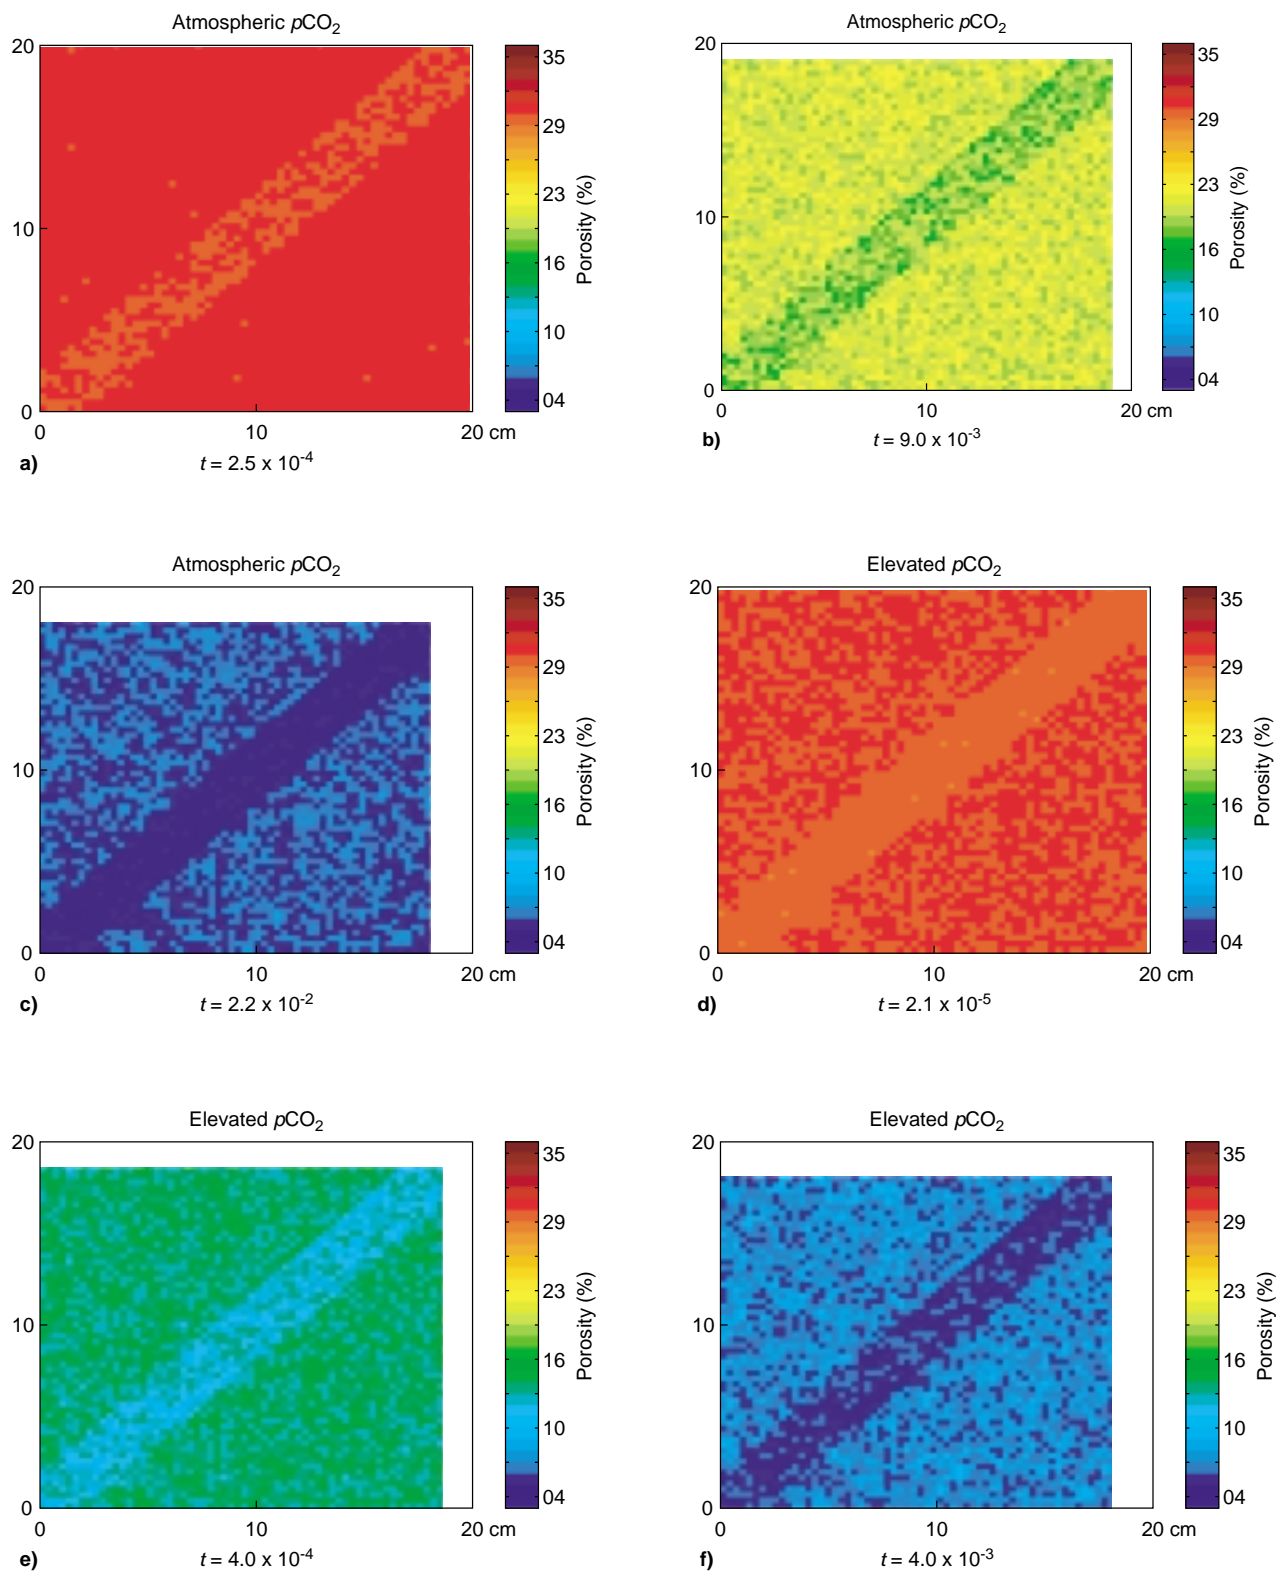 Atmospheric pCO2
20
10
0
0 10 20 cm
35
29
23
16
10
04
Porosity (%)
a) t = 2.5 x 10-4
Atmospheric pCO2
20
10
0
0 10 20 cm
35
29
23
16
10
04
Porosity (%)
b) t = 9.0 x 10-3
Atmospheric pCO2
20
10
0
0 10 20 cm
35
29
23
16
10
04
Porosity (%)
c) t = 2.2 x 10-2
Elevated pCO2
20
10
0
0 10 20 cm
35
29
23
16
10
04
Porosity (%)
d) t = 2.1 x 10-5
Elevated pCO2
20
10
0
0 10 20 cm
35
29
23
16
10
04
Porosity (%)
e) t = 4.0 x 10-4
Elevated pCO2
20
10
0
0 10 20 cm
35
29
23
16
10
04
Porosity (%)
f) t = 4.0 x 10-3